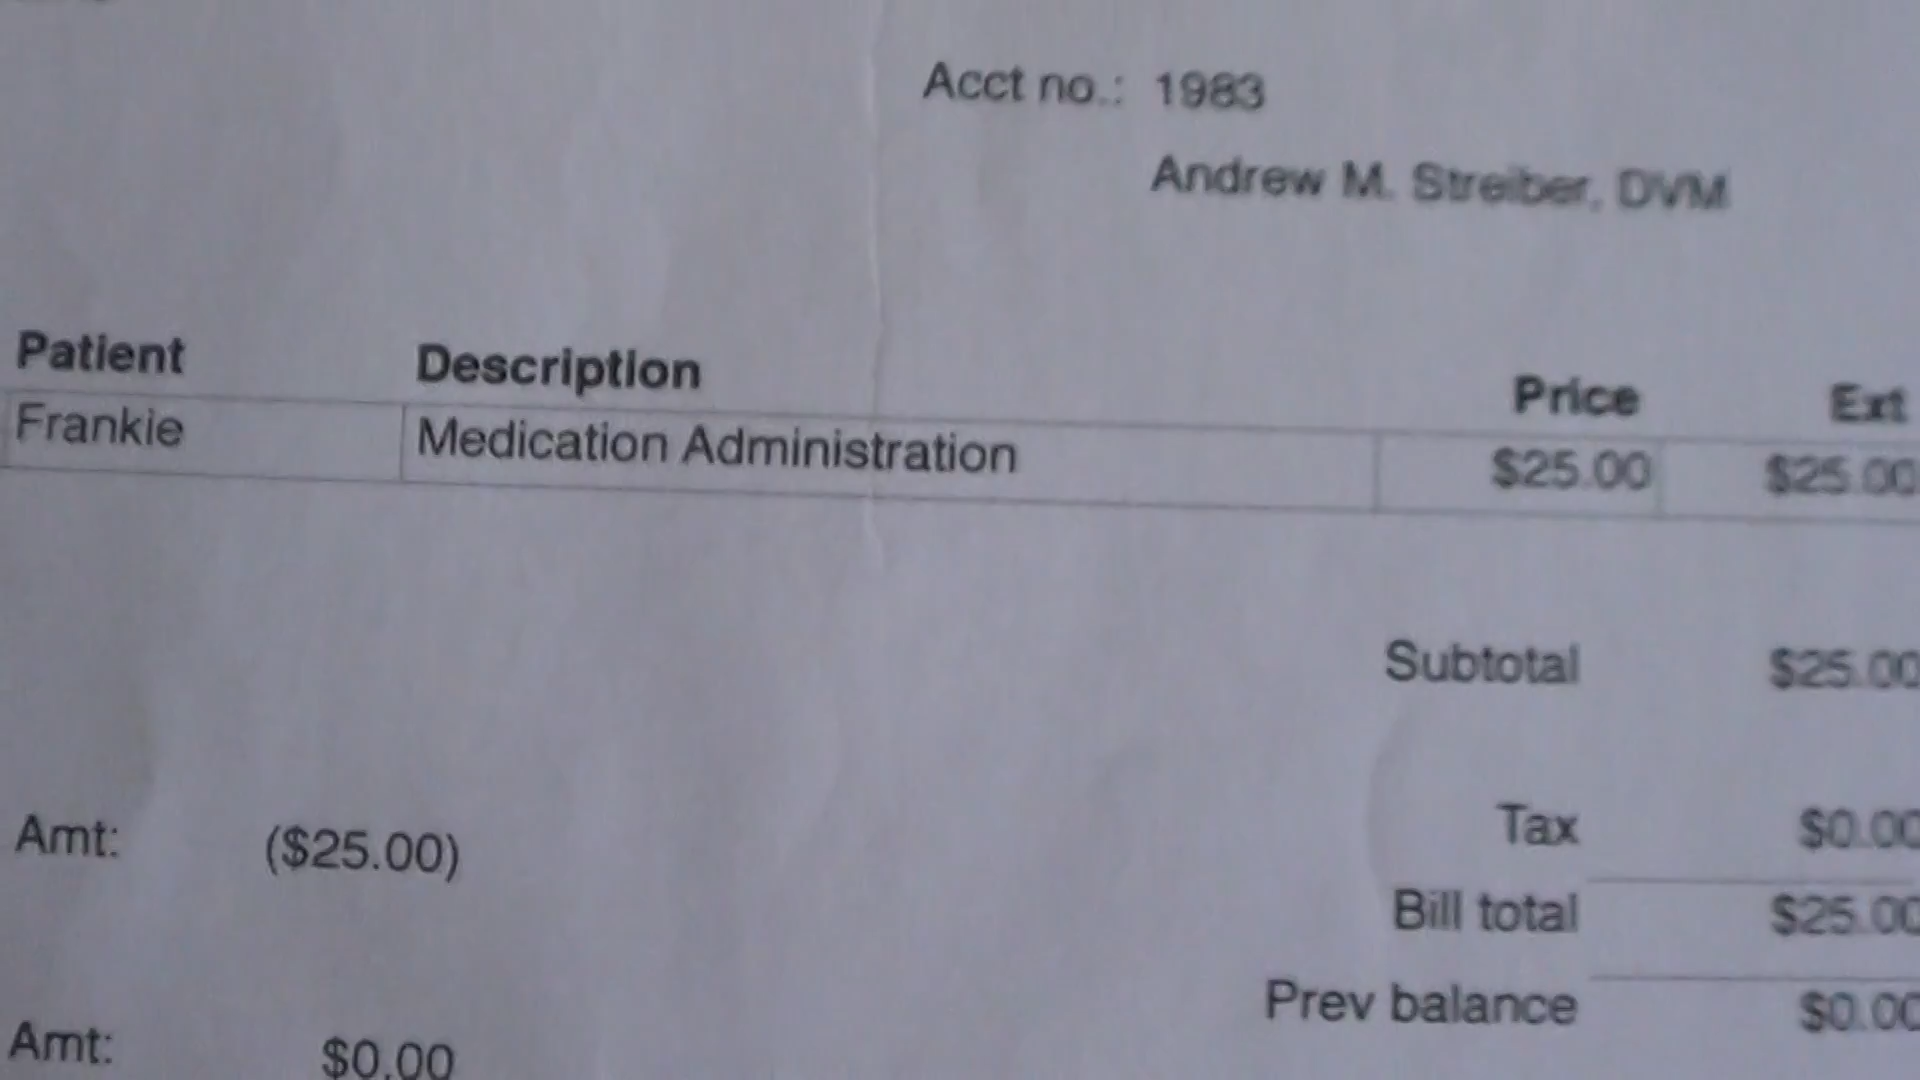 Acct no.: 1983
Andrew M. Streiber, DVM
Patient Description Price Ext
Frankie Medication Administration $25.00 $25.00
Subtotal $25.00
Tax $0.00
Amt: ($25.00)
Bill total $25.00
Prev balance $0.00
Amt: $0.00